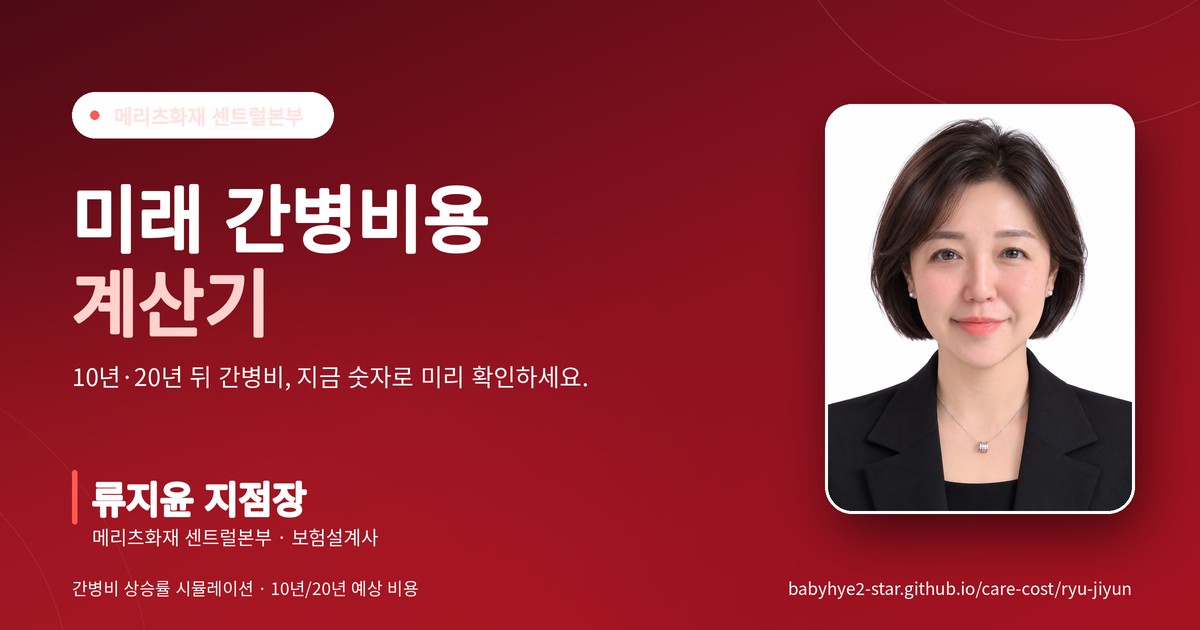 메리츠화재 센트럴본부
미래 간병비용
계산기
10년·20년 뒤 간병비, 지금 숫자로 미리 확인하세요.
류지윤 지점장
메리츠화재 센트럴본부 · 보험설계사
간병비 상승률 시뮬레이션 · 10년/20년 예상 비용
babyhye2-star.github.io/care-cost/ryu-jiyun